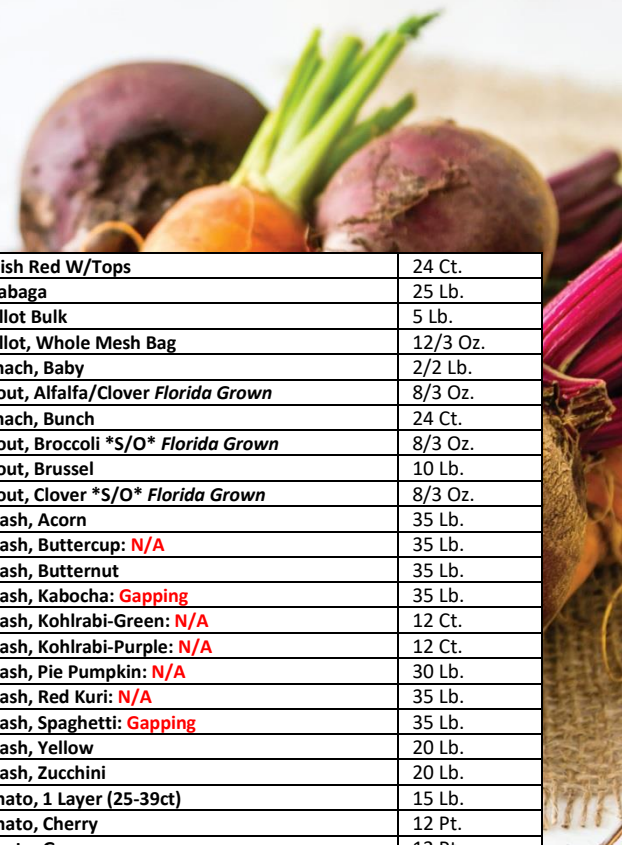 ish Red W/Tops 24 Ct.
abaga 25 Lb.
llot Bulk 5 Lb.
llot, Whole Mesh Bag 12/3 Oz.
nach, Baby 2/2 Lb.
out, Alfalfa/Clover Florida Grown 8/3 Oz.
nach, Bunch 24 Ct.
out, Broccoli *S/O* Florida Grown 8/3 Oz.
out, Brussel 10 Lb.
out, Clover *S/O* Florida Grown 8/3 Oz.
ash, Acorn 35 Lb.
ash, Buttercup: N/A 35 Lb.
ash, Butternut 35 Lb.
ash, Kabocha: Gapping 35 Lb.
ash, Kohlrabi-Green: N/A 12 Ct.
ash, Kohlrabi-Purple: N/A 12 Ct.
ash, Pie Pumpkin: N/A 30 Lb.
ash, Red Kuri: N/A 35 Lb.
ash, Spaghetti: Gapping 35 Lb.
ash, Yellow 20 Lb.
ash, Zucchini 20 Lb.
nato, 1 Layer (25-39ct) 15 Lb.
nato, Cherry 12 Pt.